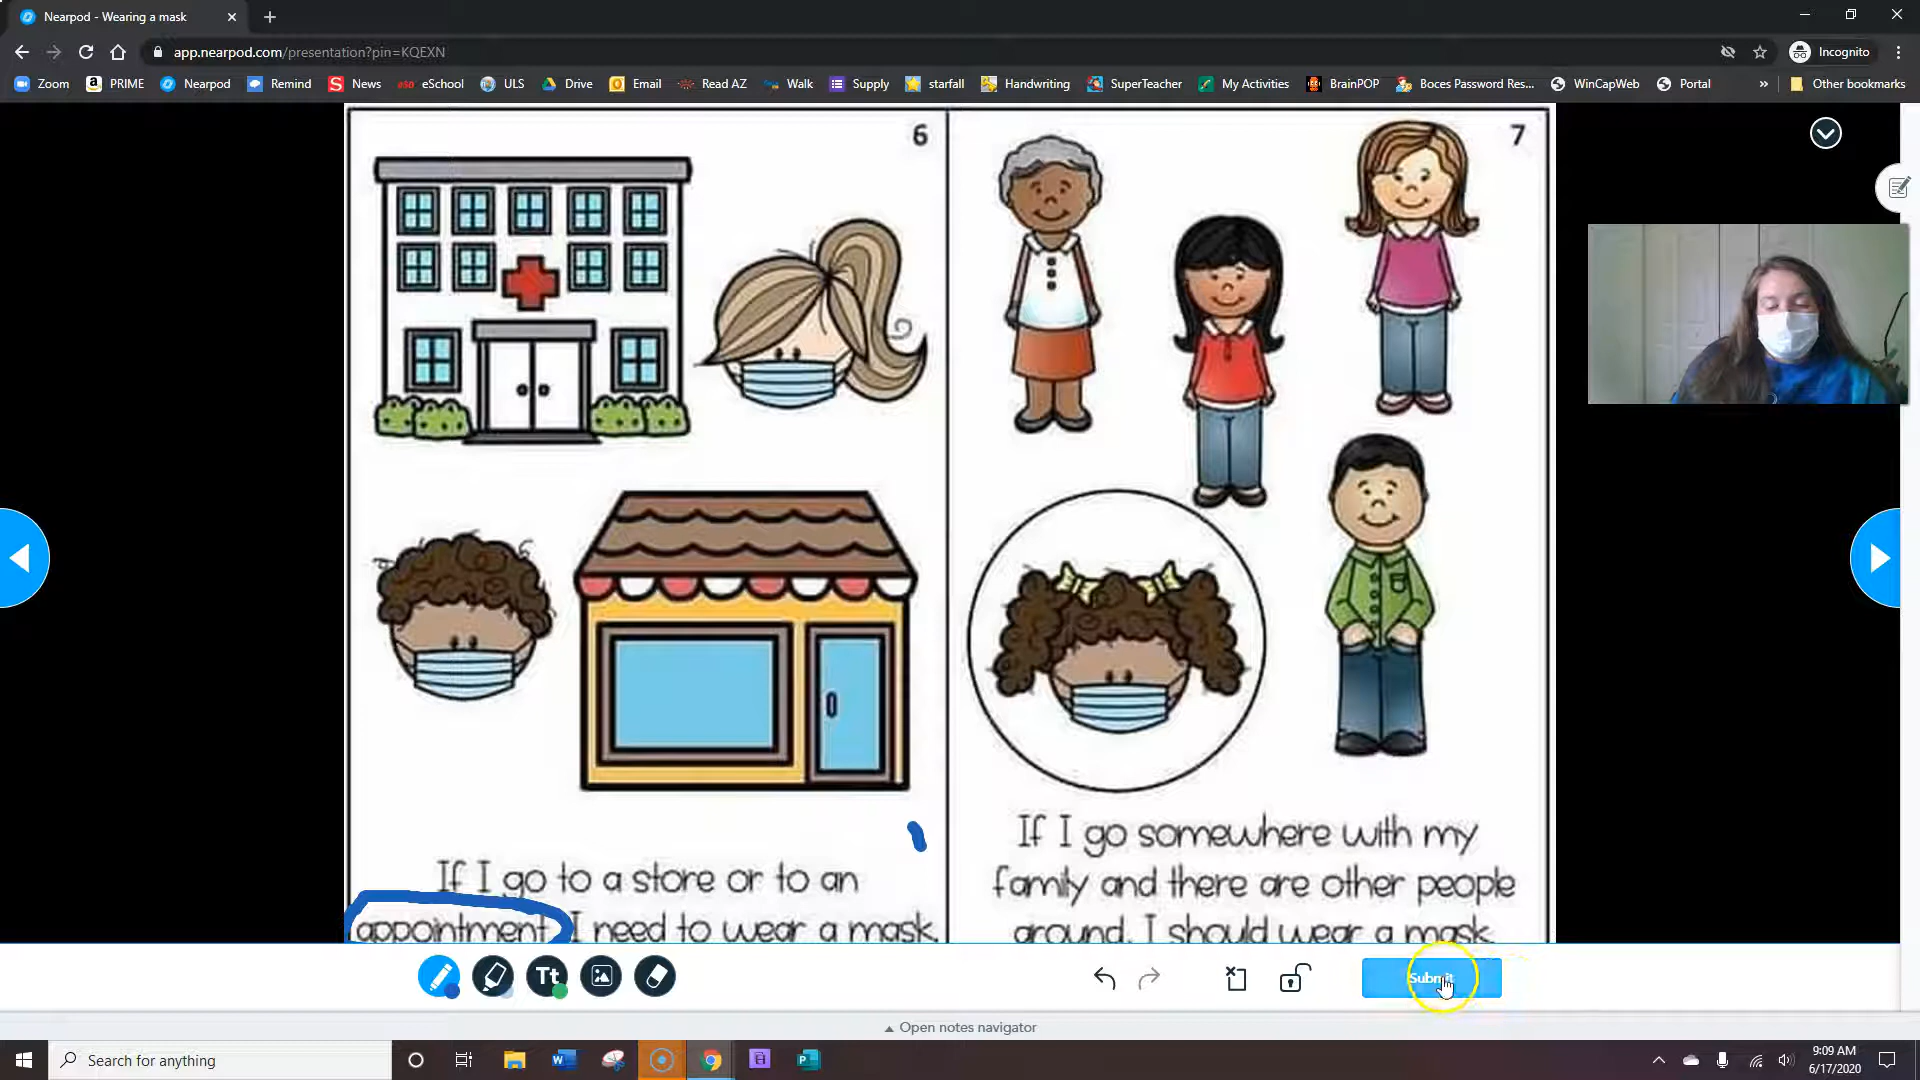 Nearpod - Wearing a mask
app.nearpod.com/presentation?pin=KQEXN
Incognito
Zoom PRIME Nearpod Remind News eSchool ULS Drive Email Read AZ Walk Supply starfall Handwriting SuperTeacher My Activities BrainPOP Boces Password Res... WinCapWeb Portal » Other bookmarks
6
If I go to a store or to an
appointment, I need to wear a mask.
7
If I go somewhere with my
family and there are other people
around, I should wear a mask.
Tt
Submit
Open notes navigator
Search for anything
9:09 AM
6/17/2020